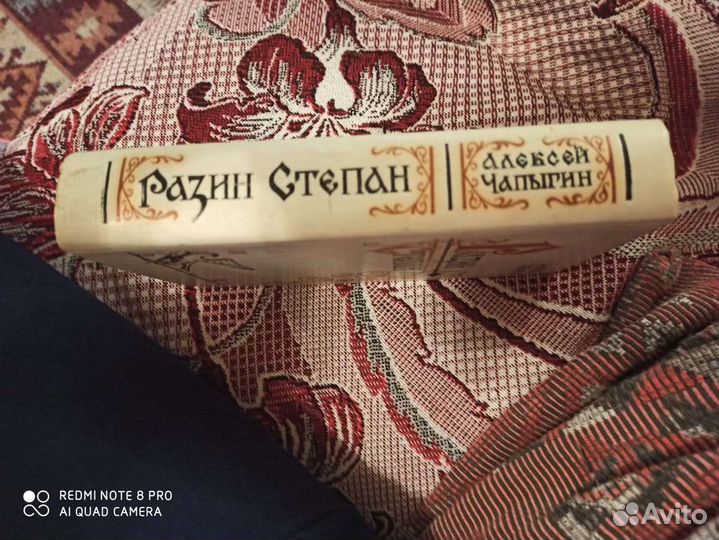 Разин Степан
Алексей
Чапыгин
REDMI NOTE 8 PRO
AI QUAD CAMERA
Avito